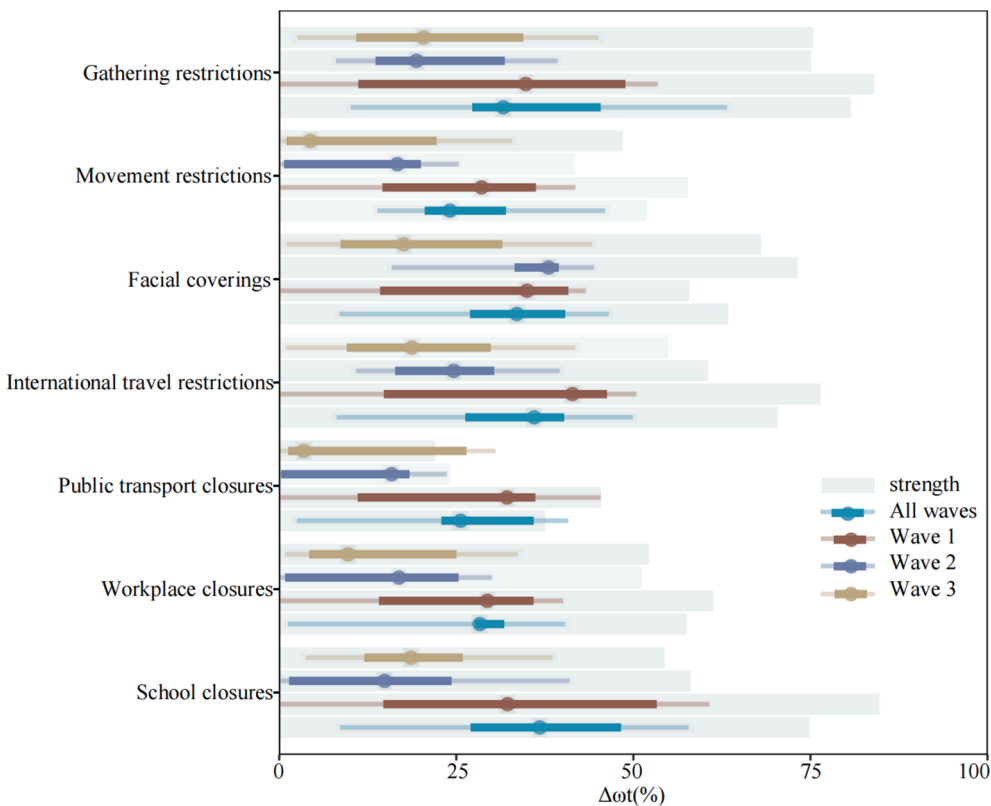 Gathering restrictions
Movement restrictions
Facial coverings
International travel restrictions
Public transport closures
Workplace closures
School closures
strength
All waves
Wave 1
Wave 2
Wave 3
0 25 50 75 100
Δωt(%)